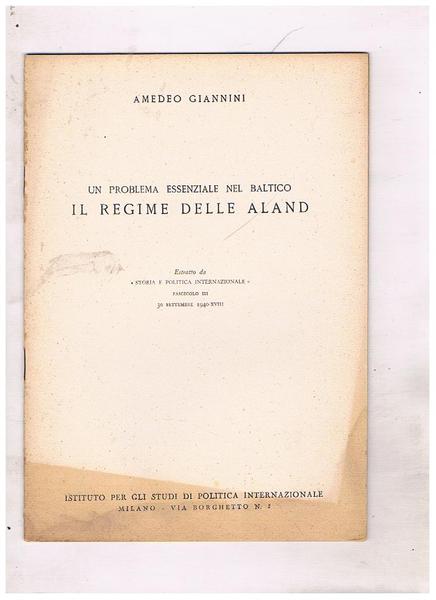 AMEDEO GIANNINI
UN PROBLEMA ESSENZIALE NEL BALTICO
IL REGIME DELLE ALAND
Estratto da
« STORIA E POLITICA INTERNAZIONALE »
FASCICOLO III
30 SETTEMBRE 1940-XVIII
ISTITUTO PER GLI STUDI DI POLITICA INTERNAZIONALE
MILANO - VIA BORGHETTO N. 2